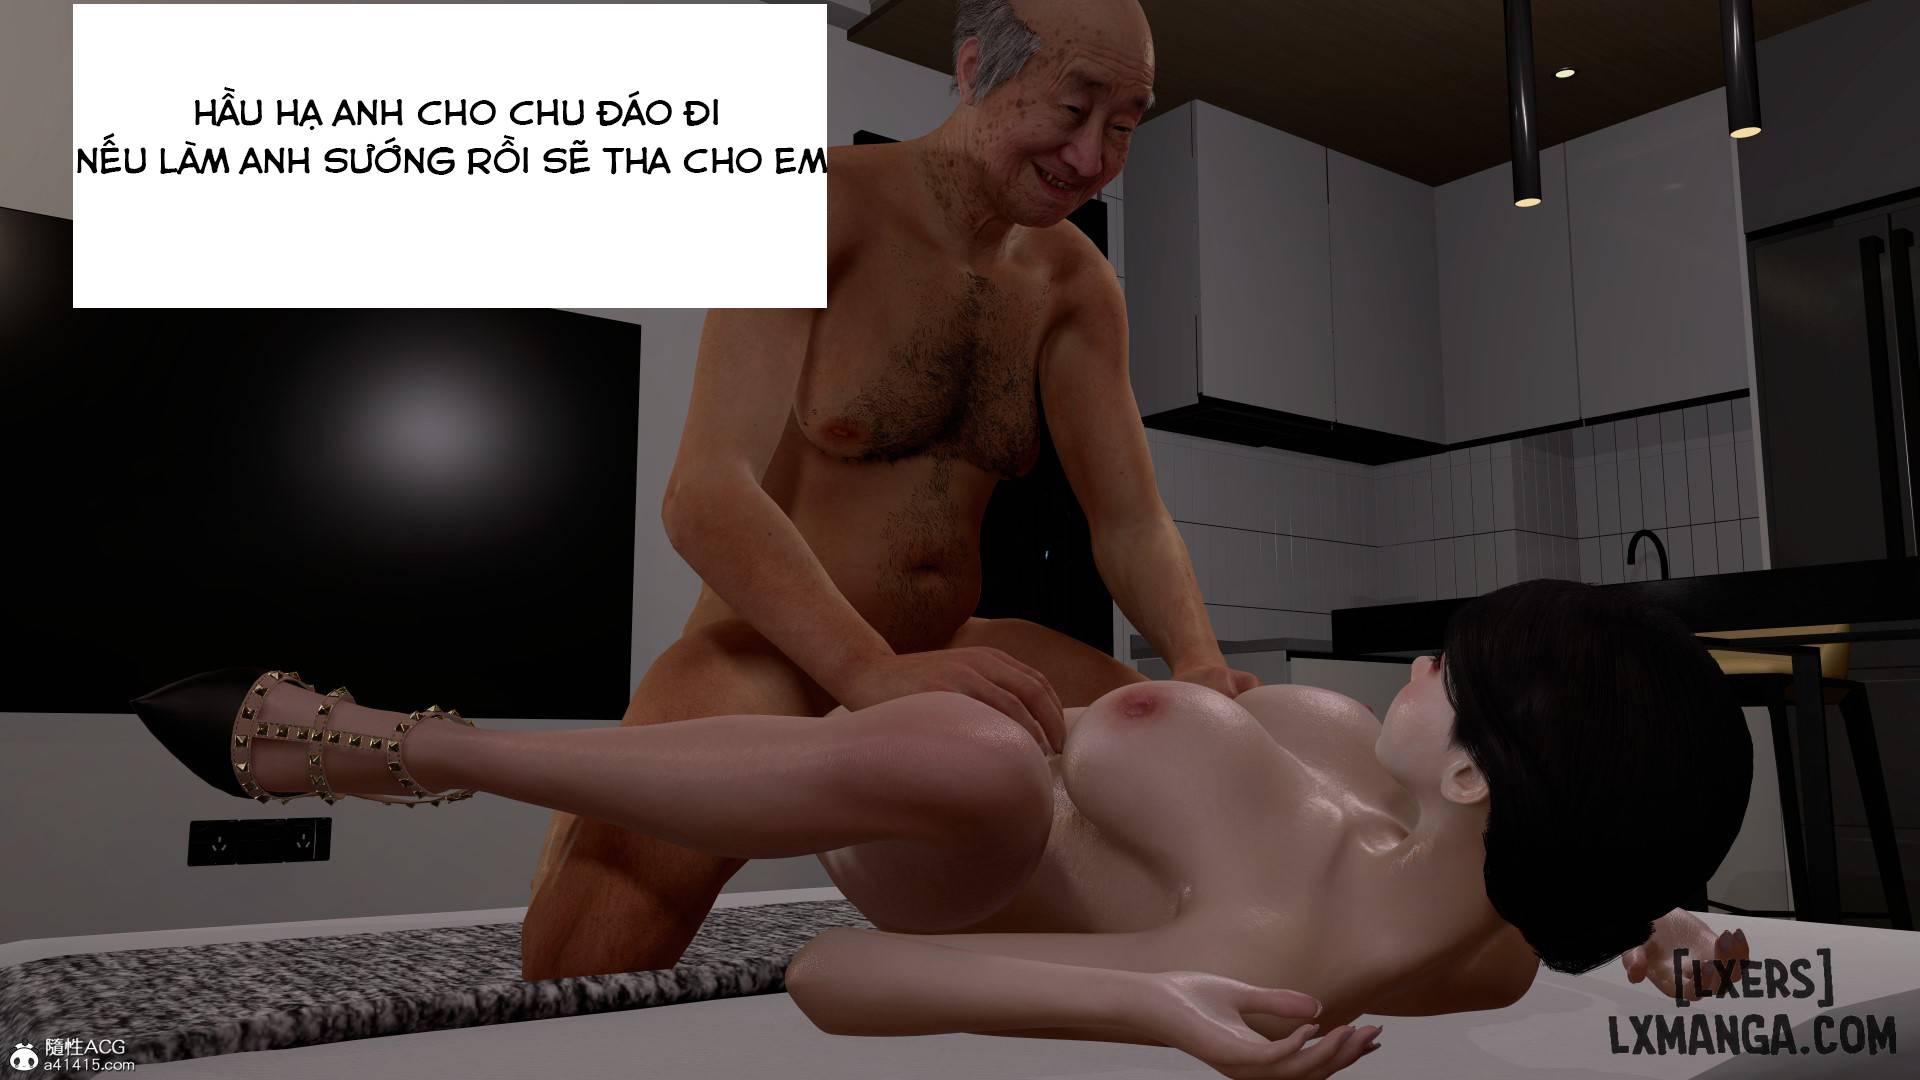 HẦU HẠ ANH CHO CHU ĐÁO ĐI
NẾU LÀM ANH SƯỚNG RỒI SẼ THA CHO EM
[LXERS]
LXMANGA.COM
隨性ACG
a41415.com